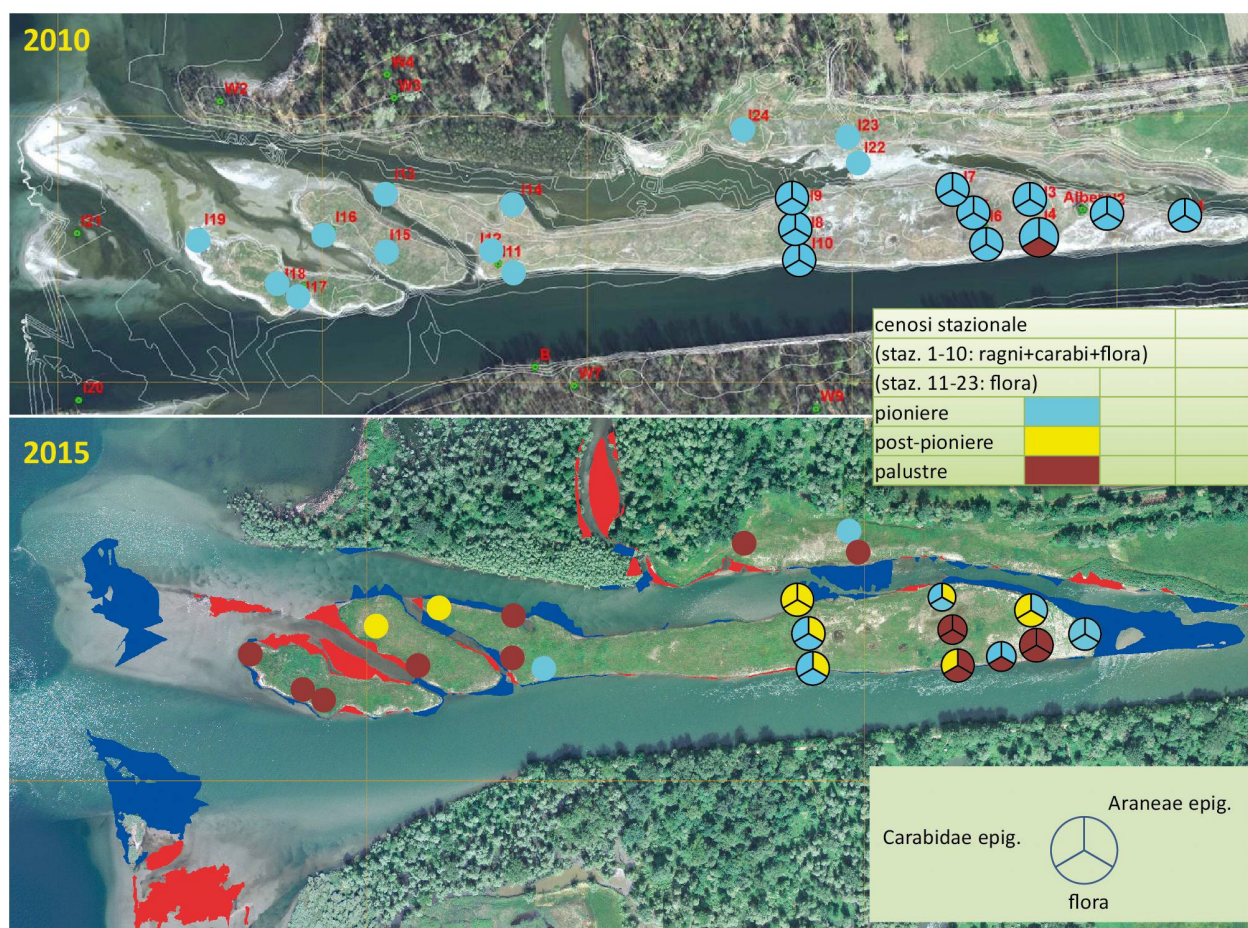 2010
W4
W3
W2
I24
I23
I22
I13
I14
I9
I7
I3
Alberi
I2
I19
I16
I8
I6
I4
I21
I15
I12
I11
I10
I18
I17
B
W7
I20
W9
cenosi stazionale
(staz. 1-10: ragni+carabi+flora)
(staz. 11-23: flora)
pioniere
post-pioniere
palustre
2015
Araneae epig.
Carabidae epig.
flora